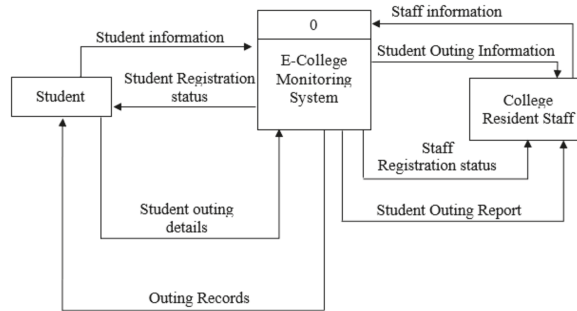 Staff information
0
Student information
Student Outing Information
E-College
Monitoring
System
Student Registration
status
Student
College
Resident Staff
Staff
Registration status
Student outing
details
Student Outing Report
Outing Records